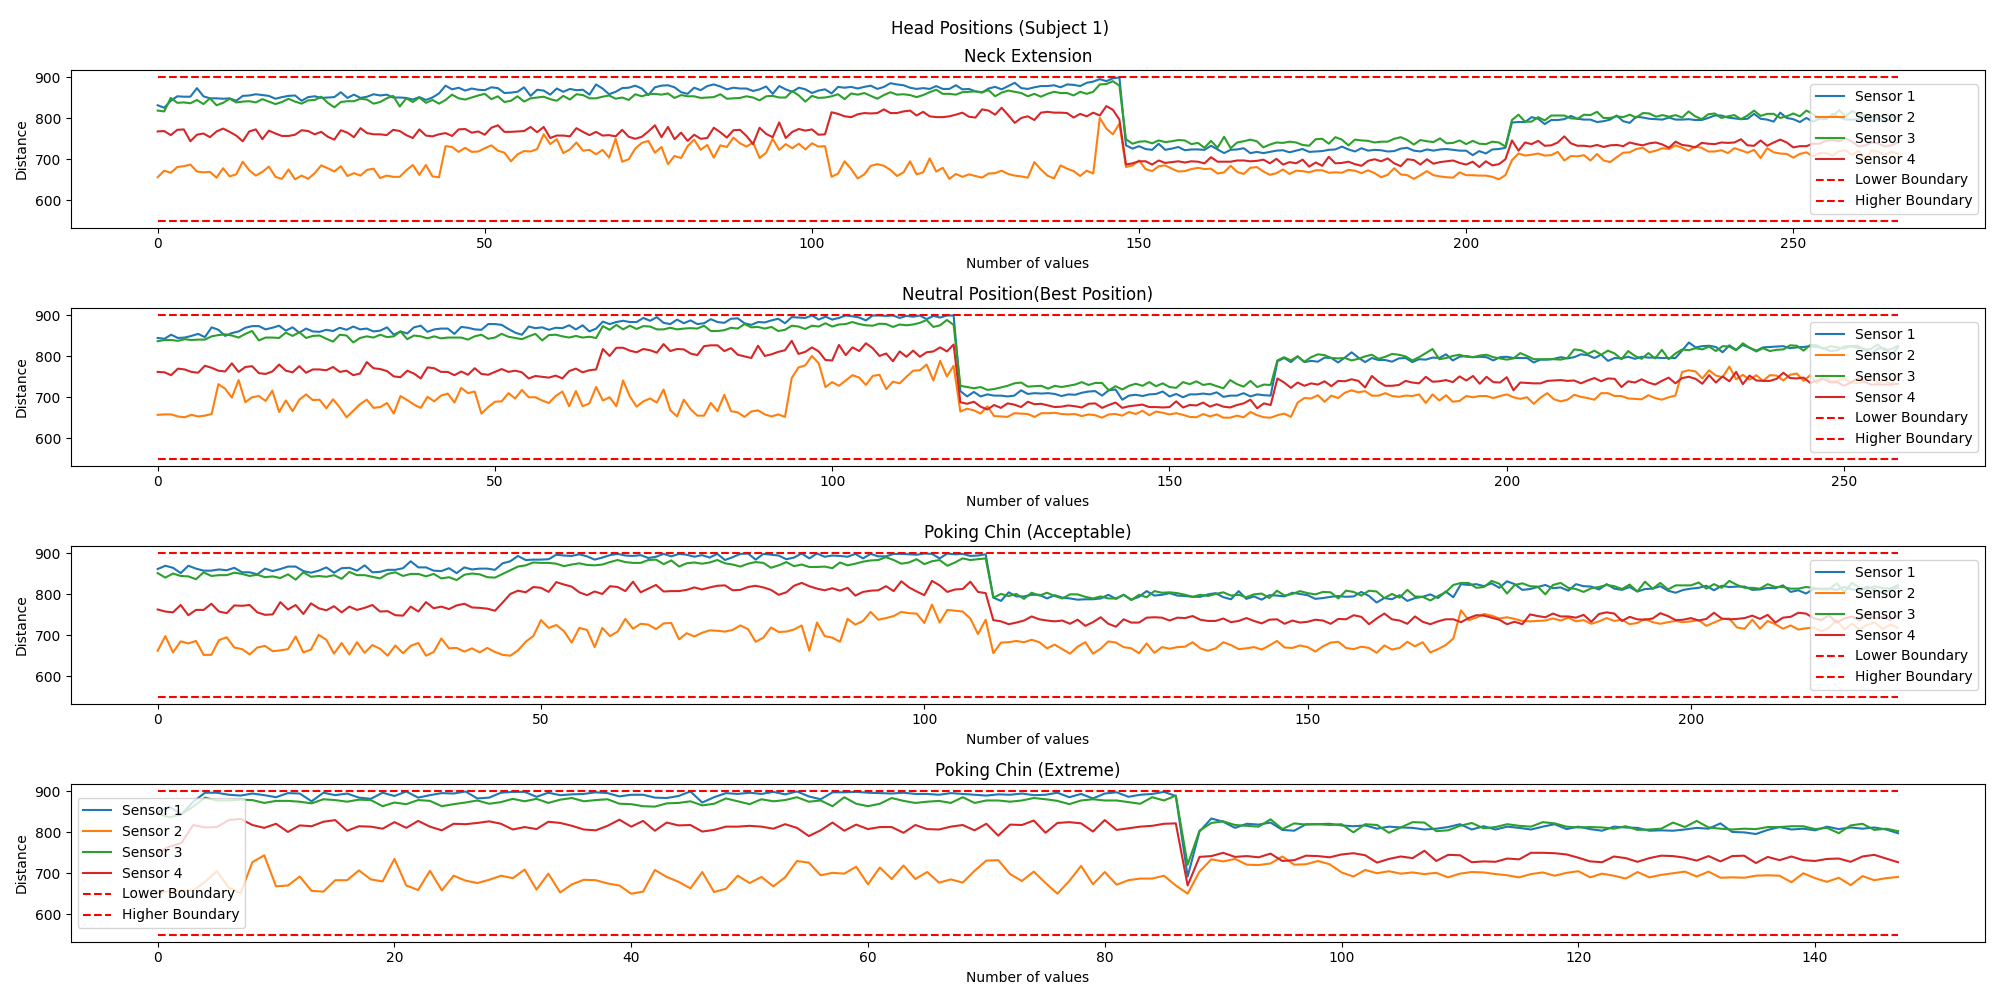 Head Positions (Subject 1)
Neck Extension
900
800
700
600
Distance
0 50 100 150 200 250
Number of values
Sensor 1
Sensor 2
Sensor 3
Sensor 4
Lower Boundary
Higher Boundary
Neutral Position(Best Position)
900
800
700
600
Distance
0 50 100 150 200 250
Number of values
Sensor 1
Sensor 2
Sensor 3
Sensor 4
Lower Boundary
Higher Boundary
Poking Chin (Acceptable)
900
800
700
600
Distance
0 50 100 150 200
Number of values
Sensor 1
Sensor 2
Sensor 3
Sensor 4
Lower Boundary
Higher Boundary
Poking Chin (Extreme)
900
800
700
600
Distance
Sensor 1
Sensor 2
Sensor 3
Sensor 4
Lower Boundary
Higher Boundary
0 20 40 60 80 100 120 140
Number of values